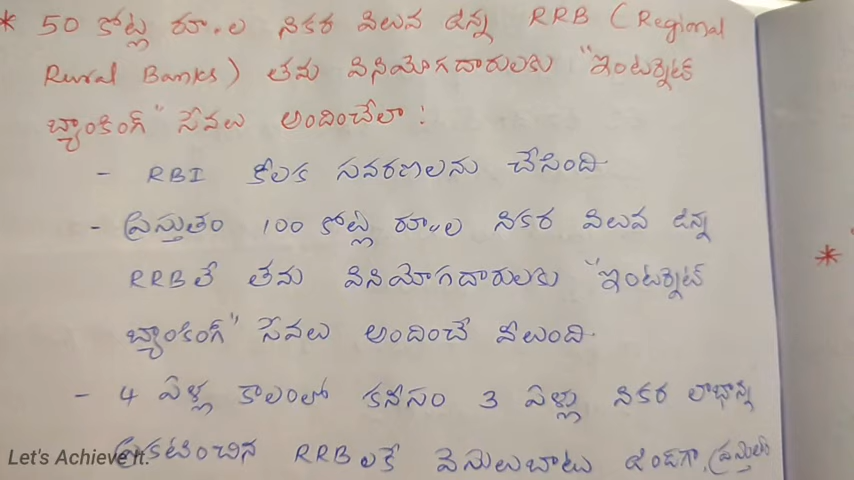 * 50 కోట్ల రూ.ల నికర విలువ ఉన్న RRB (Regional
Rural Banks) తమ వినియోగదారులకు "ఇంటర్నెట్
బ్యాంకింగ్" సేవలు అందించేలా :
- RBI కీలక సవరణలను చేసింది
- ప్రస్తుతం 100 కోట్ల రూ.ల నికర విలువ ఉన్న
RRBలే తమ వినియోగదారులకు "ఇంటర్నెట్
బ్యాంకింగ్" సేవలు అందించే వీలుంది
- 4 ఏళ్ల కాలంలో కనీసం 3 ఏళ్లు నికర లాభాన్ని
ప్రకటించిన RRBలకే వెసులుబాటు ఉండగా, ప్రస్తుతం
*
Let's Achieve It.